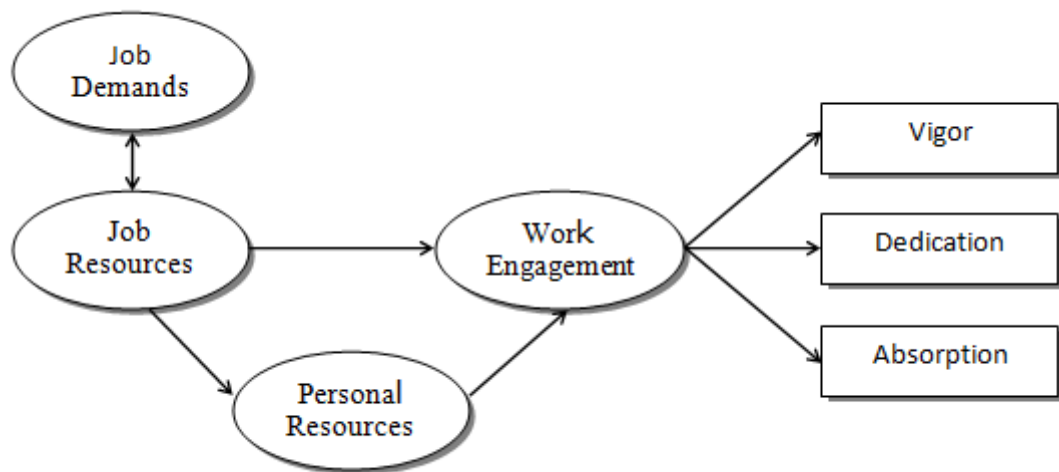 Job
Demands
Job
Resources
Personal
Resources
Work
Engagement
Vigor
Dedication
Absorption